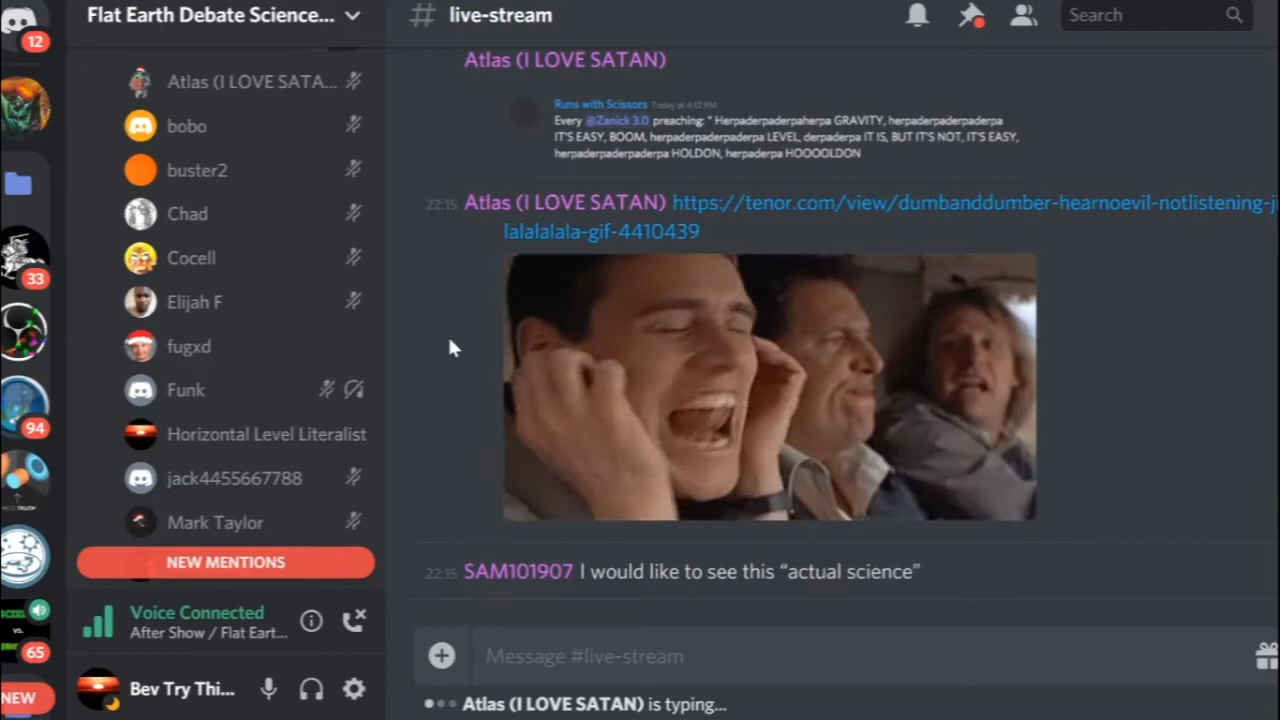 Flat Earth Debate Science...
# live-stream
Search
12
33
94
65
NEW
Atlas (I LOVE SATA...
bobo
buster2
Chad
Cocell
Elijah F
fugxd
Funk
Horizontal Level Literalist
jack4455667788
Mark Taylor
NEW MENTIONS
Voice Connected
After Show / Flat Eart...
Bev Try Thi...
Atlas (I LOVE SATAN)
Runs with Scissors Today at 4:12 PM
Every @Zanick 3.0 preaching: " Herpaderpaderpaherpa GRAVITY, herpaderpaderpaderpa
IT'S EASY, BOOM, herpaderpaderpaderpa LEVEL, derpaderpa IT IS, BUT IT'S NOT, IT'S EASY,
herpaderpaderpaderpa HOLDON, herpaderpa HOOOOLDON
22:15 Atlas (I LOVE SATAN) https://tenor.com/view/dumbanddumber-hearnoevil-notlistening-j
lalalalala-gif-4410439
22:15 SAM101907 I would like to see this “actual science”
Message #live-stream
Atlas (I LOVE SATAN) is typing...